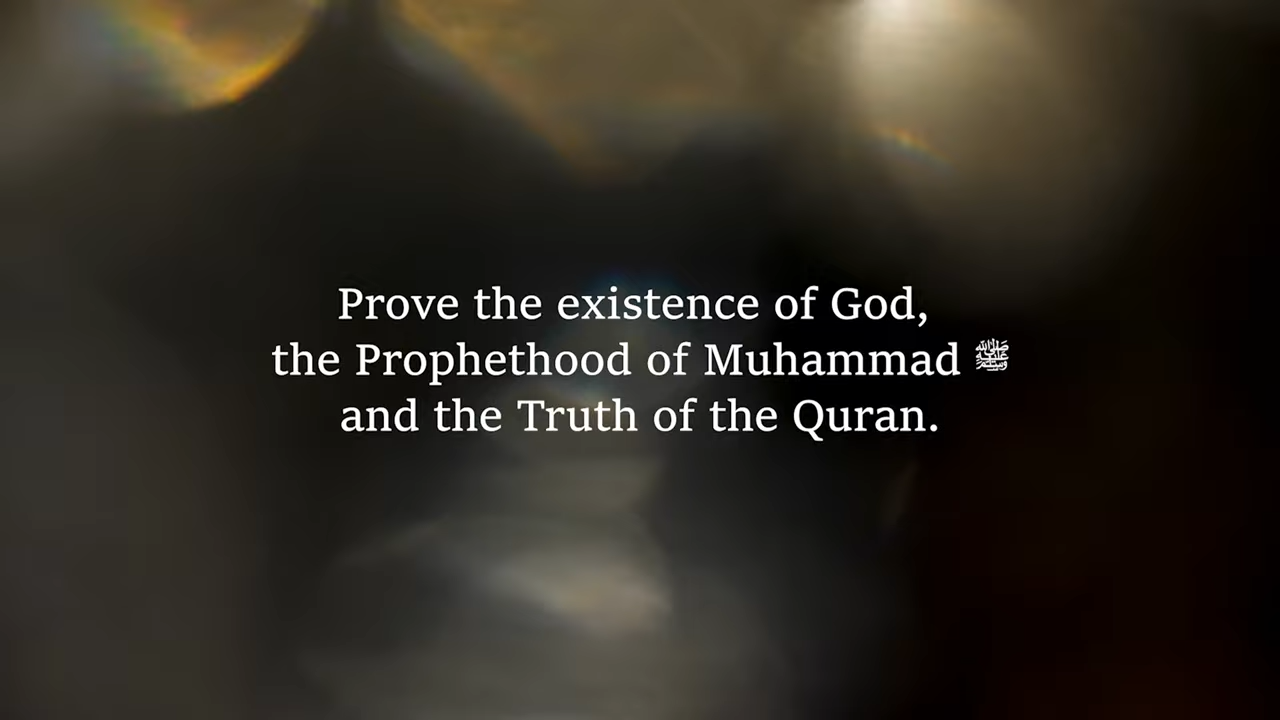 Prove the existence of God,
the Prophethood of Muhammad ﷺ
and the Truth of the Quran.